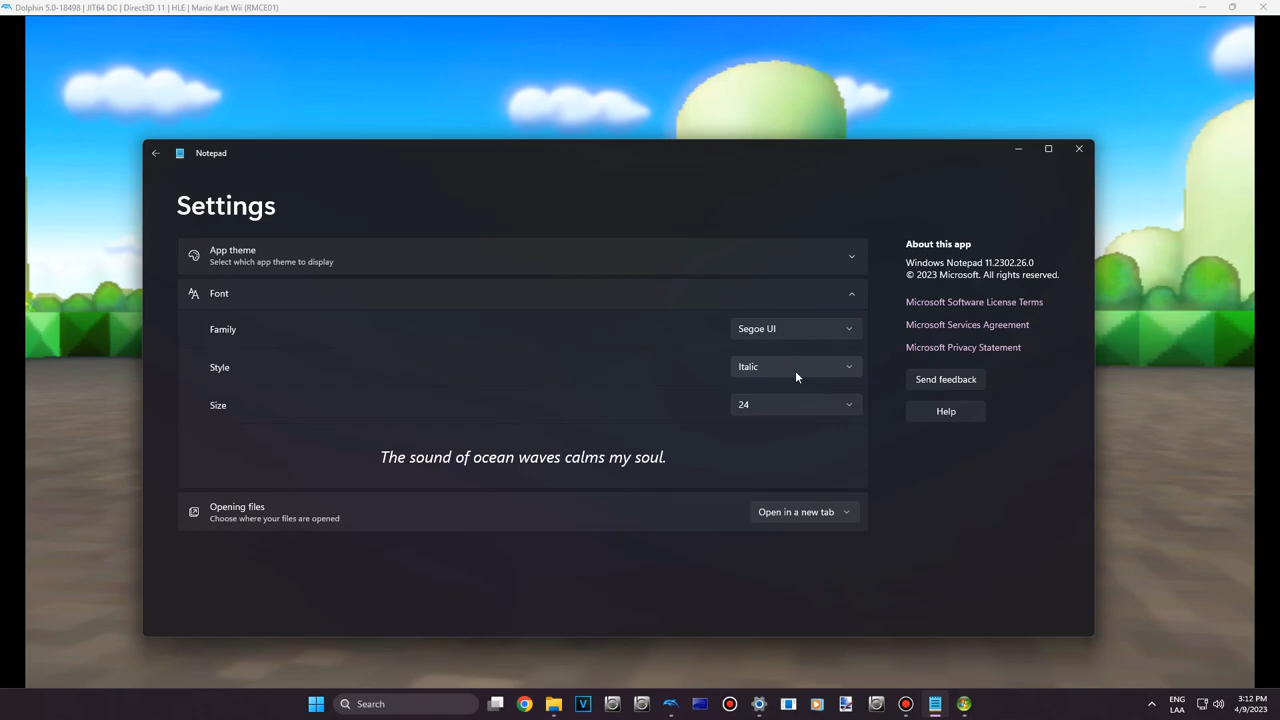 Dolphin 5.0-18498 | JIT64 DC | Direct3D 11 | HLE | Mario Kart Wii (RMCE01)
Notepad
Settings
App theme
Select which app theme to display
Font
Family
Segoe UI
Style
Italic
Size
24
The sound of ocean waves calms my soul.
Opening files
Choose where your files are opened
Open in a new tab
About this app
Windows Notepad 11.2302.26.0
© 2023 Microsoft. All rights reserved.
Microsoft Software License Terms
Microsoft Services Agreement
Microsoft Privacy Statement
Send feedback
Help
Search
ENG
LAA
3:12 PM
4/9/2023